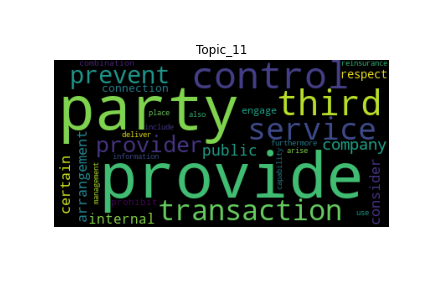 Topic_11
combination
reinsurance
prevent
control
respect
connection
engage
third
party
place
also
service
deliver
include
provider
public
company
furthermore
arrangement
certain
management
information
arise
capability
consider
provide
prohibit
internal
transaction
use